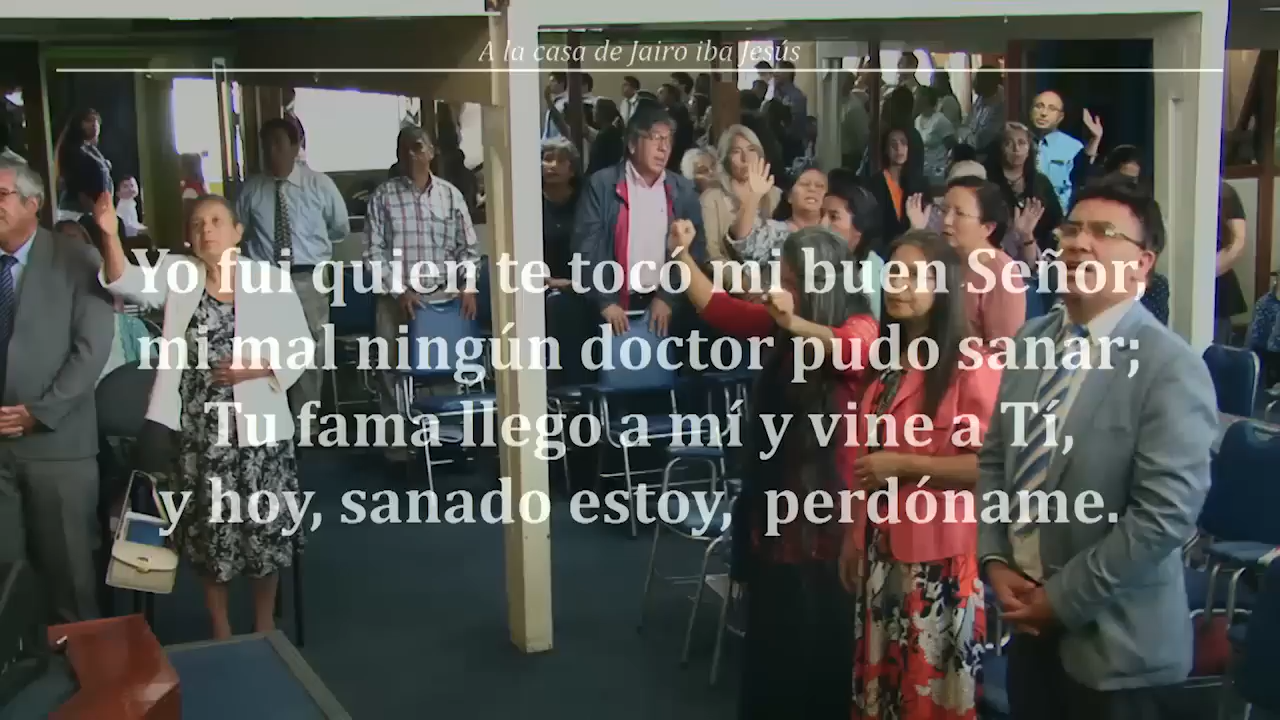 A la casa de Jairo iba Jesús
Yo fui quien te tocó mi buen Señor,
mi mal ningún doctor pudo sanar;
Tu fama llego a mí y vine a Tí,
y hoy, sanado estoy, perdóname.